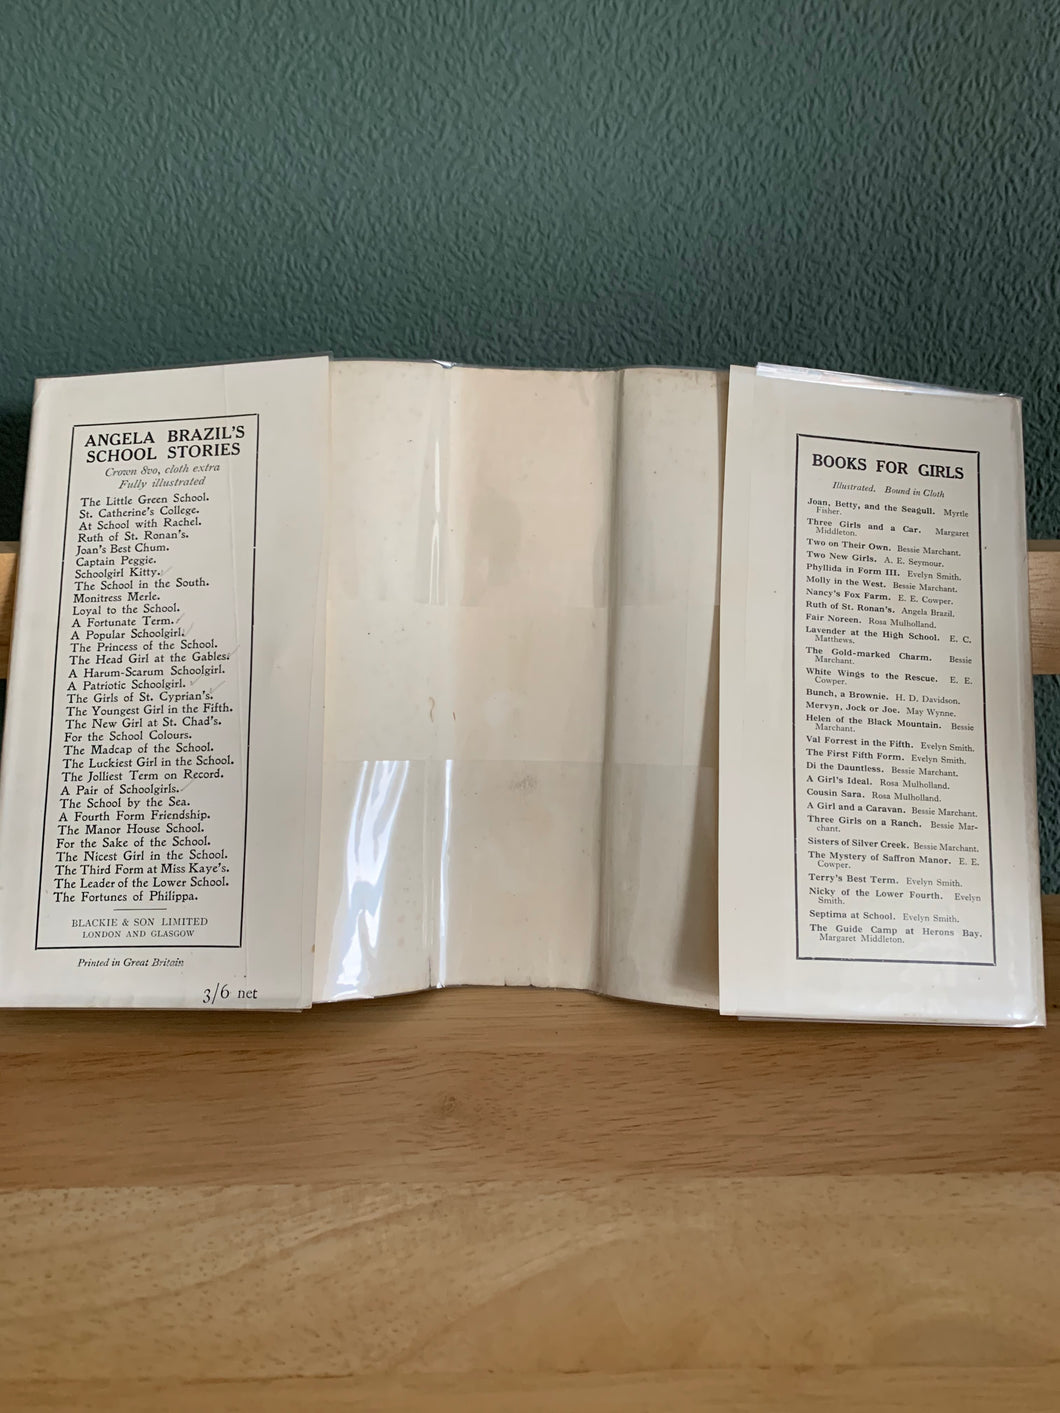 ANGELA BRAZIL'S
SCHOOL STORIES
Crown 8vo, cloth extra
Fully illustrated
The Little Green School.
St. Catherine's College.
At School with Rachel.
Ruth of St. Ronan's.
Joan's Best Chum.
Captain Peggie.
Schoolgirl Kitty.
The School in the South.
Monitress Merle.
Loyal to the School.
A Fortunate Term.
A Popular Schoolgirl.
The Princess of the School.
The Head Girl at the Gables.
A Harum-Scarum Schoolgirl.
A Patriotic Schoolgirl.
The Girls of St. Cyprian's.
The Youngest Girl in the Fifth.
The New Girl at St. Chad's.
For the School Colours.
The Madcap of the School.
The Luckiest Girl in the School.
The Jolliest Term on Record.
A Pair of Schoolgirls.
The School by the Sea.
A Fourth Form Friendship.
The Manor House School.
For the Sake of the School.
The Nicest Girl in the School.
The Third Form at Miss Kaye's.
The Leader of the Lower School.
The Fortunes of Philippa.
BLACKIE & SON LIMITED
LONDON AND GLASGOW
Printed in Great Britain
3/6 net
BOOKS FOR GIRLS
Illustrated. Bound in Cloth
Joan, Betty, and the Seagull. Myrtle
Fisher.
Three Girls and a Car. Margaret
Middleton.
Two on Their Own. Bessie Marchant.
Two New Girls. A. E. Seymour.
Phyllida in Form III. Evelyn Smith.
Molly in the West. Bessie Marchant.
Nancy's Fox Farm. E. E. Cowper.
Ruth of St. Ronan's. Angela Brazil.
Fair Noreen. Rosa Mulholland.
Lavender at the High School. E. C.
Matthews.
The Gold-marked Charm. Bessie
Marchant.
White Wings to the Rescue. E. E.
Cowper.
Bunch, a Brownie. H. D. Davidson.
Mervyn, Jock or Joe. May Wynne.
Helen of the Black Mountain. Bessie
Marchant.
Val Forrest in the Fifth. Evelyn Smith.
The First Fifth Form. Evelyn Smith.
Di the Dauntless. Bessie Marchant.
A Girl's Ideal. Rosa Mulholland.
Cousin Sara. Rosa Mulholland.
A Girl and a Caravan. Bessie Marchant.
Three Girls on a Ranch. Bessie Mar-
chant.
Sisters of Silver Creek. Bessie Marchant.
The Mystery of Saffron Manor. E. E.
Cowper.
Terry's Best Term. Evelyn Smith.
Nicky of the Lower Fourth. Evelyn
Smith.
Septima at School. Evelyn Smith.
The Guide Camp at Herons Bay.
Margaret Middleton.